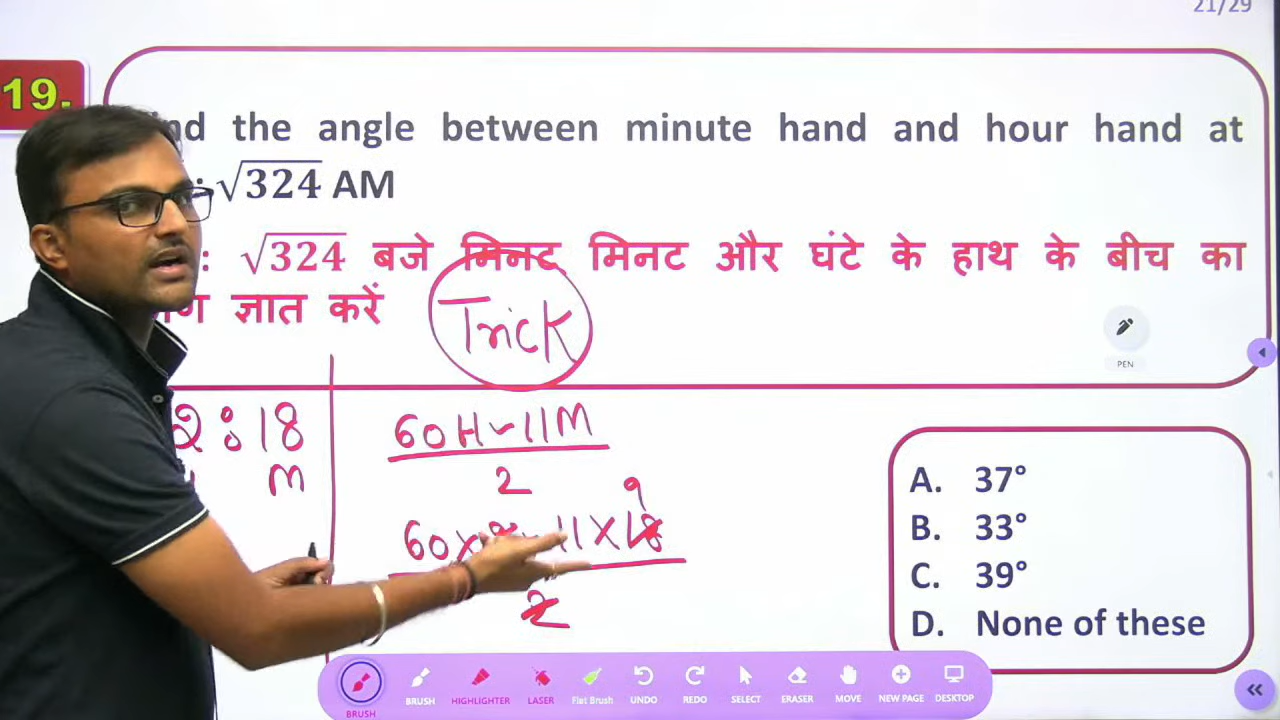 21/29
19.
the angle between minute hand and hour hand at
: √324 AM
: √324 बजे मिनट मिनट और घंटे के हाथ के बीच का
ज्ञात करें
Trick
2:18
M
60H~11M
2
9
60× 11×18
2
A. 37°
B. 33°
C. 39°
D. None of these
PEN
BRUSH BRUSH HIGHLIGHTER LASER Flat Brush UNDO REDO SELECT ERASER MOVE NEW PAGE DESKTOP